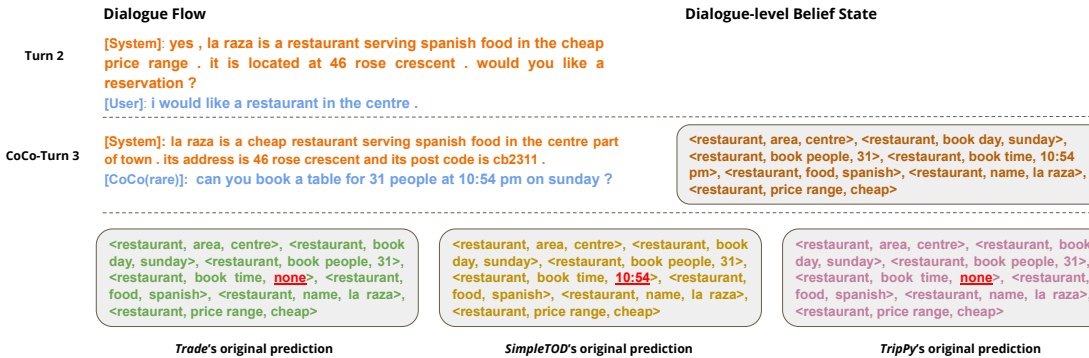 Dialogue Flow
Dialogue-level Belief State
Turn 2
[System]: yes , la raza is a restaurant serving spanish food in the cheap
price range . it is located at 46 rose crescent . would you like a
reservation ?
[User]: i would like a restaurant in the centre .
CoCo-Turn 3
[System]: la raza is a cheap restaurant serving spanish food in the centre part
of town . its address is 46 rose crescent and its post code is cb2311 .
[CoCo(rare)]: can you book a table for 31 people at 10:54 pm on sunday ?
<restaurant, area, centre>, <restaurant, book day, sunday>,
<restaurant, book people, 31>, <restaurant, book time, 10:54
pm>, <restaurant, food, spanish>, <restaurant, name, la raza>,
<restaurant, price range, cheap>
<restaurant, area, centre>, <restaurant, book
day, sunday>, <restaurant, book people, 31>,
<restaurant, book time, none>, <restaurant,
food, spanish>, <restaurant, name, la raza>,
<restaurant, price range, cheap>
Trade's original prediction
<restaurant, area, centre>, <restaurant, book
day, sunday>, <restaurant, book people, 31>,
<restaurant, book time, 10:54>, <restaurant,
food, spanish>, <restaurant, name, la raza>,
<restaurant, price range, cheap>
SimpleTOD's original prediction
<restaurant, area, centre>, <restaurant, book
day, sunday>, <restaurant, book people, 31>,
<restaurant, book time, none>, <restaurant,
food, spanish>, <restaurant, name, la raza>,
<restaurant, price range, cheap>
TripPy's original prediction